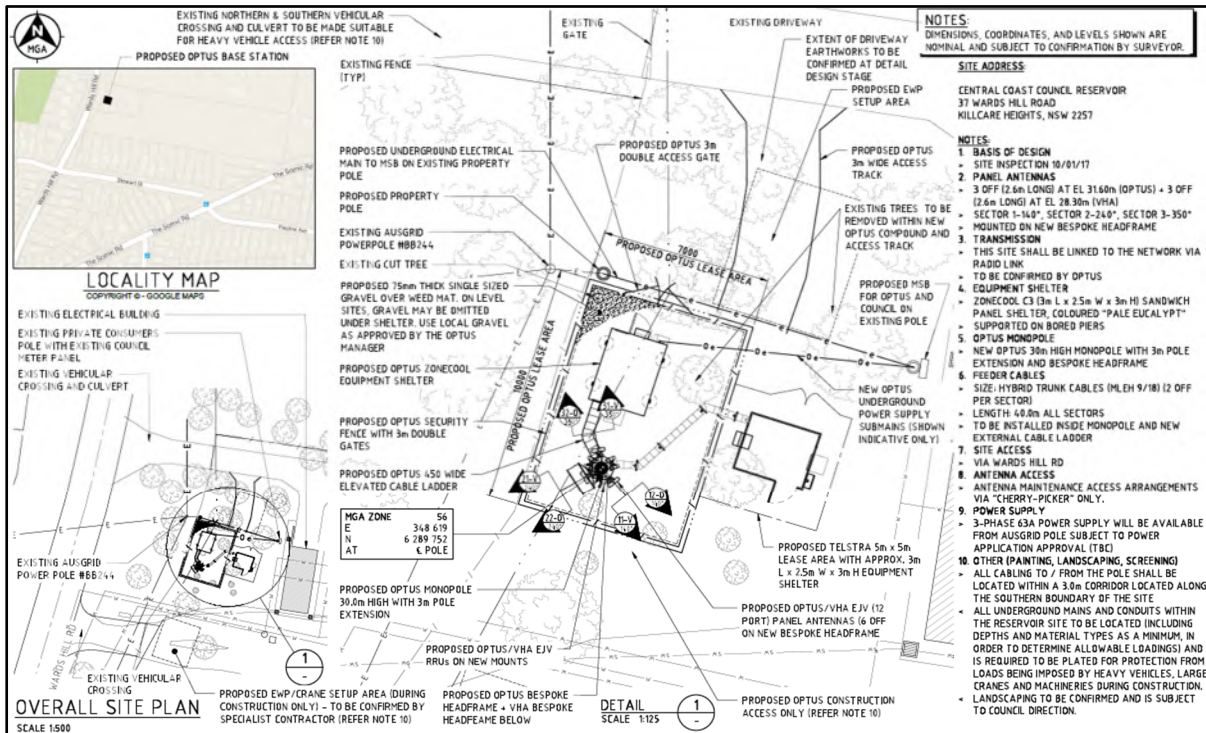 N
MGA
EXISTING NORTHERN & SOUTHERN VEHICULAR
CROSSING AND CULVERT TO BE MADE SUITABLE
FOR HEAVY VEHICLE ACCESS (REFER NOTE 10)
PROPOSED OPTUS BASE STATION
Wards Hill Rd
Wards Hill Rd
Stewart St
The Scenic Rd
The Scenic Rd
The Scenic Rd
LOCALITY MAP
COPYRIGHT © - GOOGLE MAPS
EXISTING ELECTRICAL BUILDING
EXISTING PRIVATE CONSUMERS
POLE WITH EXISTING COUNCIL
METER PANEL
EXISTING VEHICULAR
CROSSING AND CULVERT
EXISTING AUSGRID
POWER POLE #BB244
WARDS HILL RD
EXISTING VEHICULAR
CROSSING
1
-
PROPOSED EWP/CRANE SETUP AREA (DURING
CONSTRUCTION ONLY) - TO BE CONFIRMED BY
SPECIALIST CONTRACTOR (REFER NOTE 10)
OVERALL SITE PLAN
SCALE 1:500
EXISTING
GATE
EXISTING DRIVEWAY
EXTENT OF DRIVEWAY
EARTHWORKS TO BE
CONFIRMED AT DETAIL
DESIGN STAGE
PROPOSED EWP
SETUP AREA
EXISTING FENCE
(TYP)
PROPOSED UNDERGROUND ELECTRICAL
MAIN TO MSB ON EXISTING PROPERTY
POLE
PROPOSED OPTUS 3m
DOUBLE ACCESS GATE
PROPOSED OPTUS
3m WIDE ACCESS
TRACK
PROPOSED PROPERTY
POLE
EXISTING AUSGRID
POWERPOLE #BB244
EXISTING CUT TREE
EXISTING TREES TO BE
REMOVED WITHIN NEW
OPTUS COMPOUND AND
ACCESS TRACK
7000
PROPOSED OPTUS LEASE AREA
PROPOSED 75mm THICK SINGLE SIZED
GRAVEL OVER WEED MAT. ON LEVEL
SITES, GRAVEL MAY BE OMITTED
UNDER SHELTER. USE LOCAL GRAVEL
AS APPROVED BY THE OPTUS
MANAGER
10000
PROPOSED OPTUS LEASE AREA
PROPOSED MSB
FOR OPTUS AND
COUNCIL ON
EXISTING POLE
PROPOSED OPTUS ZONECOOL
EQUIPMENT SHELTER
NEW OPTUS
UNDERGROUND
POWER SUPPLY
SUBMAINS (SHOWN
INDICATIVE ONLY)
PROPOSED OPTUS SECURITY
FENCE WITH 3m DOUBLE
GATES
PROPOSED OPTUS 450 WIDE
ELEVATED CABLE LADDER
32-O
31-V
21-V
22-O
11-V
12-O
MGA ZONE 56
E 348 619
N 6 289 752
AT ℄ POLE
PROPOSED TELSTRA 5m x 5m
LEASE AREA WITH APPROX. 3m
L x 2.5m W x 3m H EQUIPMENT
SHELTER
PROPOSED OPTUS MONOPOLE
30.0m HIGH WITH 3m POLE
EXTENSION
PROPOSED OPTUS/VHA EJV (12
PORT) PANEL ANTENNAS (6 OFF
ON NEW BESPOKE HEADFRAME
PROPOSED OPTUS/VHA EJV
RRUs ON NEW MOUNTS
PROPOSED OPTUS BESPOKE
HEADFRAME + VHA BESPOKE
HEADFEAME BELOW
PROPOSED OPTUS CONSTRUCTION
ACCESS ONLY (REFER NOTE 10)
DETAIL
SCALE 1:125
1
-
NOTES:
DIMENSIONS, COORDINATES, AND LEVELS SHOWN ARE
NOMINAL AND SUBJECT TO CONFIRMATION BY SURVEYOR.
SITE ADDRESS:
CENTRAL COAST COUNCIL RESERVOIR
37 WARDS HILL ROAD
KILLCARE HEIGHTS, NSW 2257
NOTES:
1. BASIS OF DESIGN
» SITE INSPECTION 10/01/17
2. PANEL ANTENNAS
» 3 OFF (2.6m LONG) AT EL 31.60m (OPTUS) + 3 OFF
(2.6m LONG) AT EL 28.30m (VHA)
» SECTOR 1-140°, SECTOR 2-240°, SECTOR 3-350°
» MOUNTED ON NEW BESPOKE HEADFRAME
3. TRANSMISSION
» THIS SITE SHALL BE LINKED TO THE NETWORK VIA
RADIO LINK
» TO BE CONFIRMED BY OPTUS
4. EQUIPMENT SHELTER
» ZONECOOL C3 (3m L x 2.5m W x 3m H) SANDWICH
PANEL SHELTER, COLOURED "PALE EUCALYPT"
» SUPPORTED ON BORED PIERS
5. OPTUS MONOPOLE
» NEW OPTUS 30m HIGH MONOPOLE WITH 3m POLE
EXTENSION AND BESPOKE HEADFRAME
6. FEEDER CABLES
» SIZE: HYBRID TRUNK CABLES (MLEH 9/18) (2 OFF
PER SECTOR)
» LENGTH: 40.0m ALL SECTORS
» TO BE INSTALLED INSIDE MONOPOLE AND NEW
EXTERNAL CABLE LADDER
7. SITE ACCESS
» VIA WARDS HILL RD
8. ANTENNA ACCESS
» ANTENNA MAINTENANCE ACCESS ARRANGEMENTS
VIA "CHERRY-PICKER" ONLY.
9. POWER SUPPLY
» 3-PHASE 63A POWER SUPPLY WILL BE AVAILABLE
FROM AUSGRID POLE SUBJECT TO POWER
APPLICATION APPROVAL (TBC)
10. OTHER (PAINTING, LANDSCAPING, SCREENING)
» ALL CABLING TO / FROM THE POLE SHALL BE
LOCATED WITHIN A 3.0m CORRIDOR LOCATED ALONG
THE SOUTHERN BOUNDARY OF THE SITE
< ALL UNDERGROUND MAINS AND CONDUITS WITHIN
THE RESERVOIR SITE TO BE LOCATED (INCLUDING
DEPTHS AND MATERIAL TYPES AS A MINIMUM, IN
ORDER TO DETERMINE ALLOWABLE LOADINGS) AND
IS REQUIRED TO BE PLATED FOR PROTECTION FROM
LOADS BEING IMPOSED BY HEAVY VEHICLES, LARGE
CRANES AND MACHINERIES DURING CONSTRUCTION.
< LANDSCAPING TO BE CONFIRMED AND IS SUBJECT
TO COUNCIL DIRECTION.